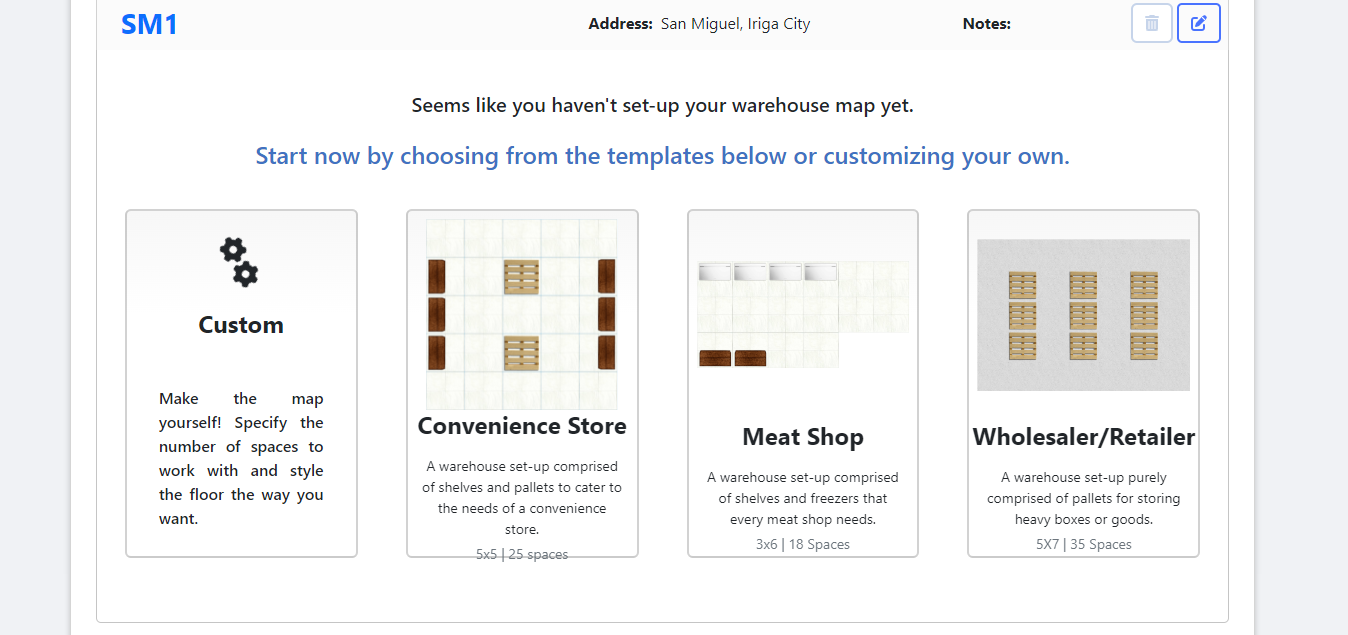 SM1
Address: San Miguel, Iriga City
Notes:
Seems like you haven't set-up your warehouse map yet.
Start now by choosing from the templates below or customizing your own.
Custom
Make the map
yourself! Specify the
number of spaces to
work with and style
the floor the way you
want.
Convenience Store
A warehouse set-up comprised
of shelves and pallets to cater to
the needs of a convenience
store.
5x5 | 25 spaces
Meat Shop
A warehouse set-up comprised
of shelves and freezers that
every meat shop needs.
3x6 | 18 Spaces
Wholesaler/Retailer
A warehouse set-up purely
comprised of pallets for storing
heavy boxes or goods.
5X7 | 35 Spaces